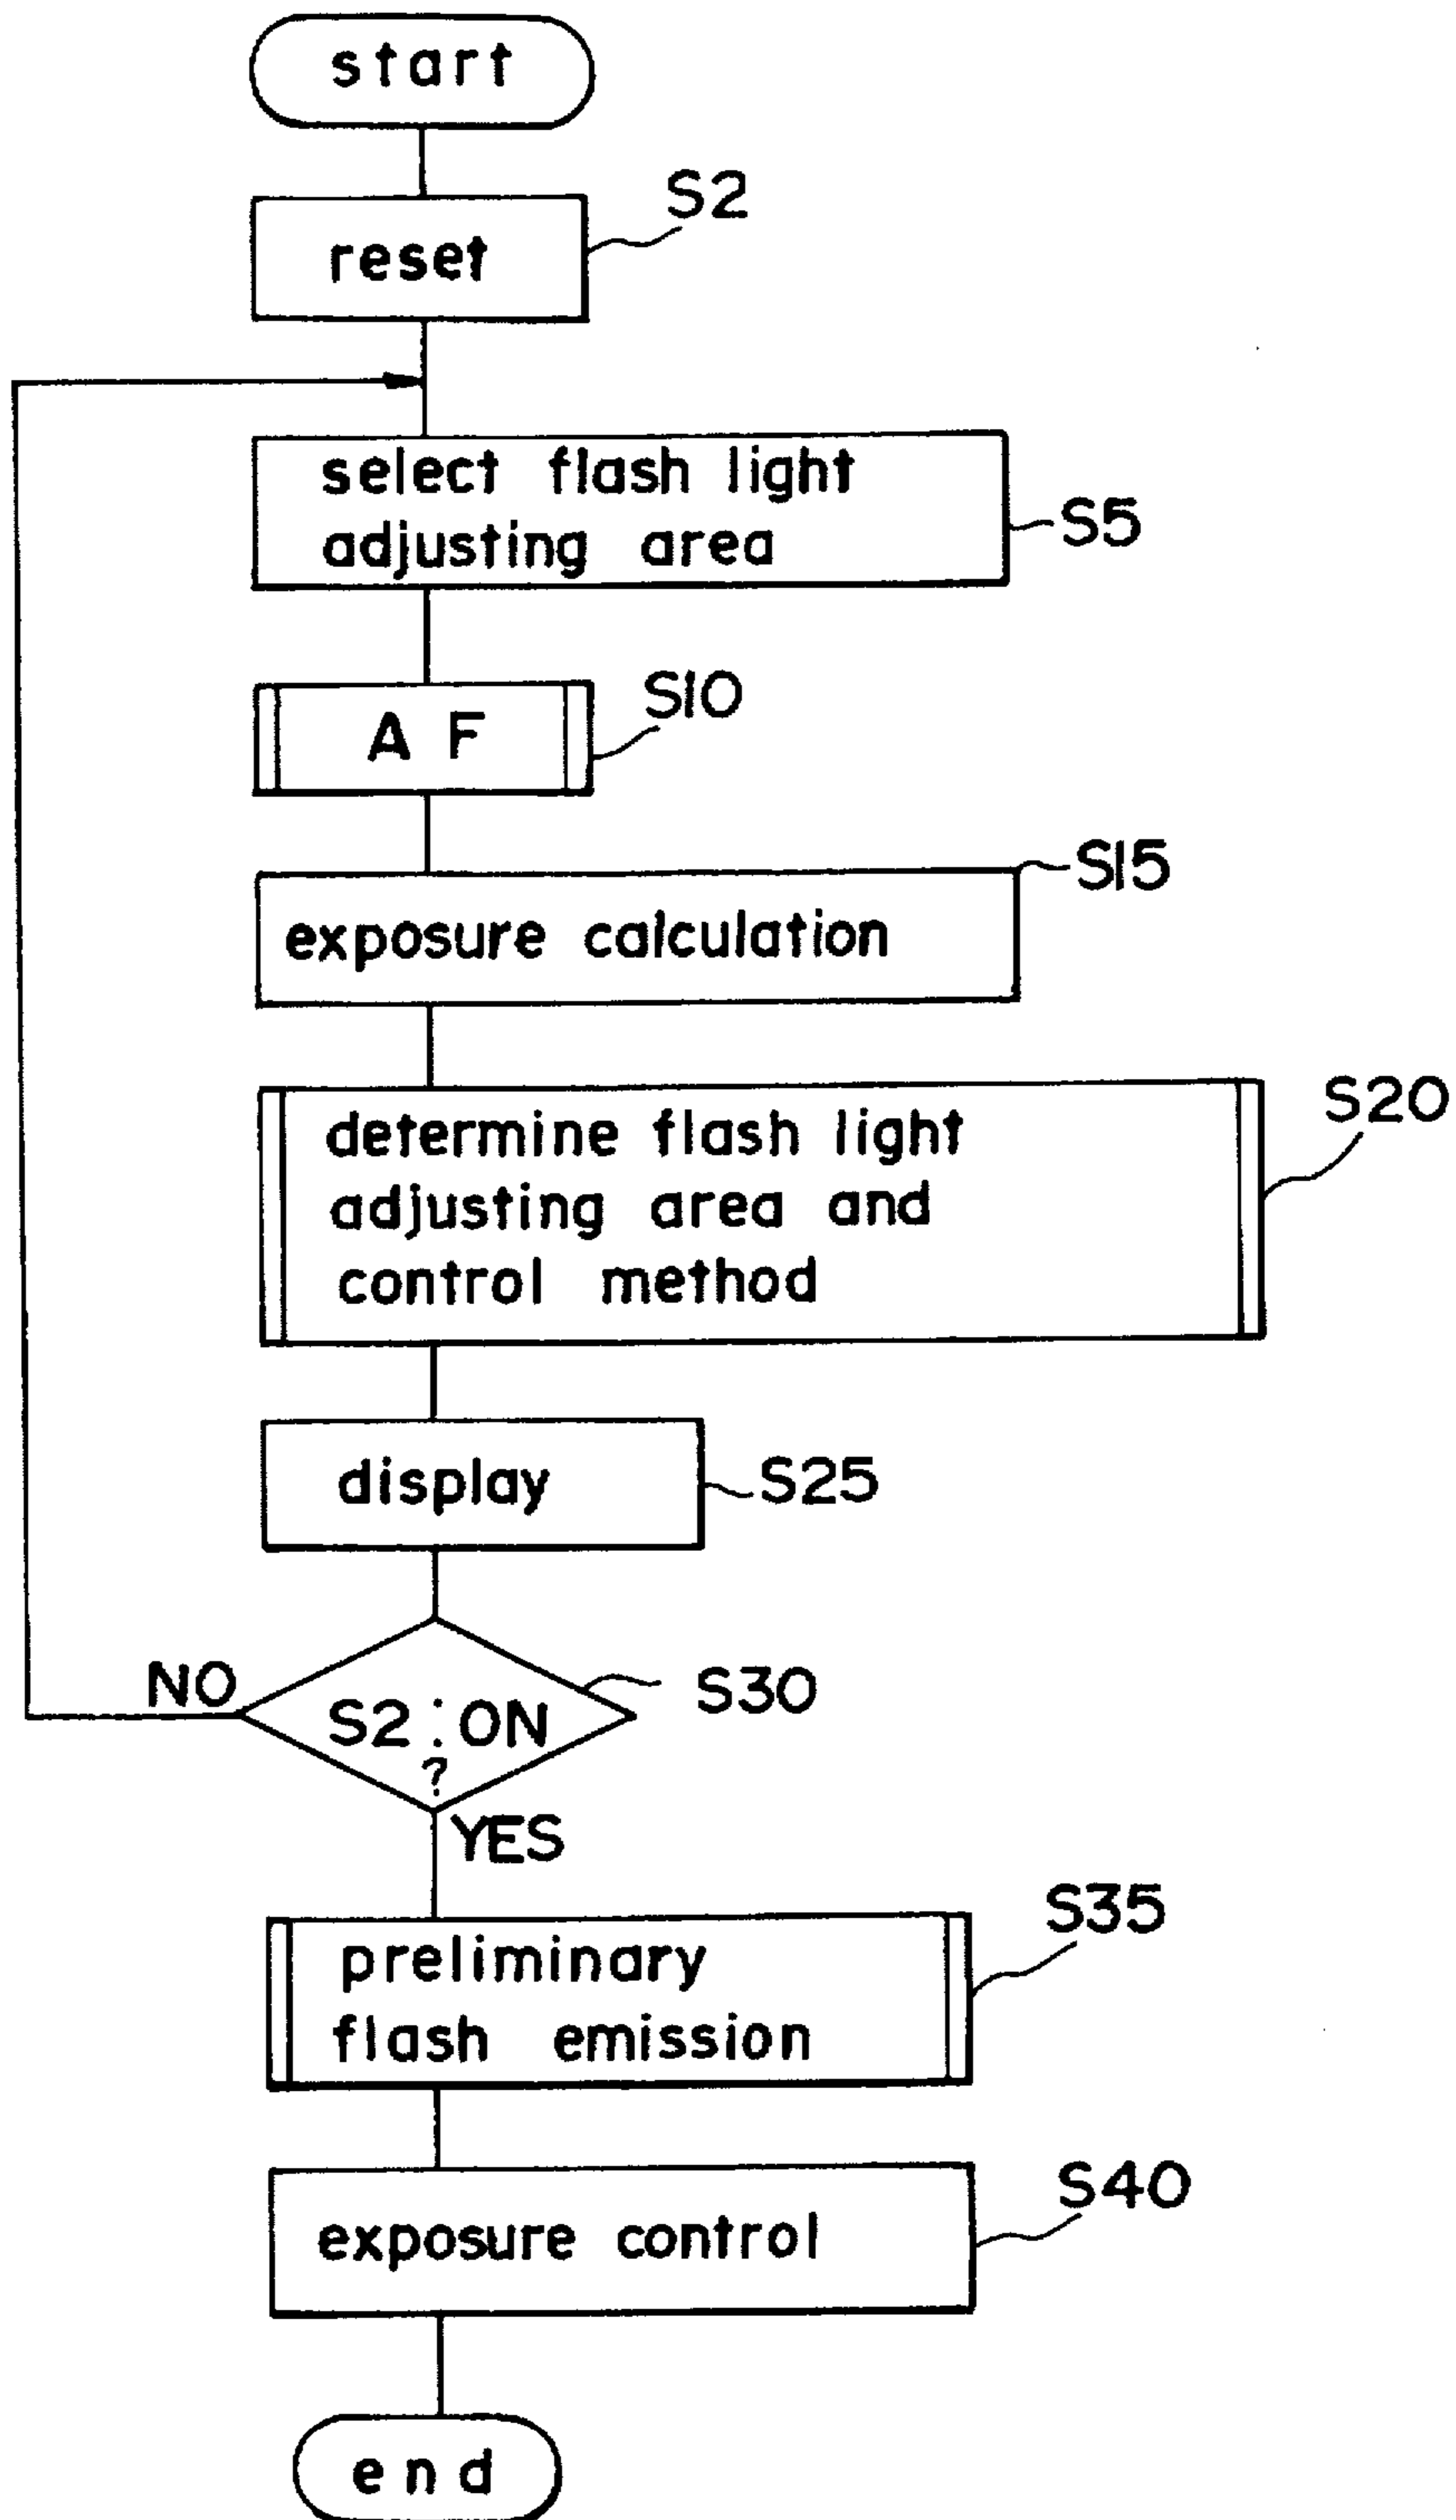 start
S2
reset
select flash light
adjusting area
S5
S10
A F
S15
exposure calculation
S20
determine flash light
adjusting area and
control method
display
S25
NO
S30
S2:ON
?
YES
S35
preliminary
flash emission
S40
exposure control
end